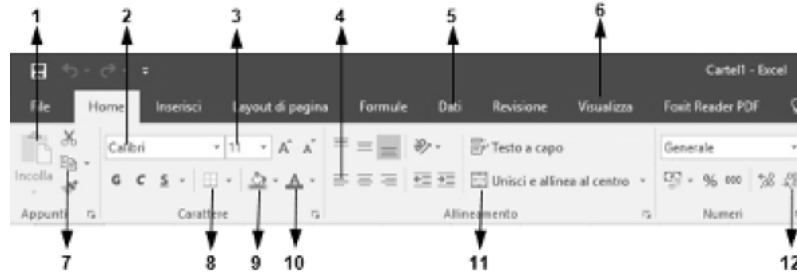 1 2 3 4 5 6
Cartel1 - Excel
File Home Inserisci Layout di pagina Formule Dati Revisione Visualizza Foxit Reader PDF
Calibri 11 A A Testo a capo Generale
Incolla G C S A Unisci e allinea al centro % 000
Appunti Carattere Allineamento Numeri
7 8 9 10 11 12